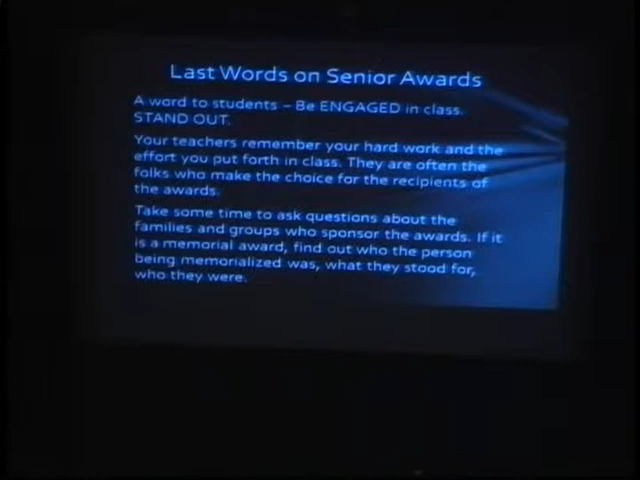 Last Words on Senior Awards
A word to students – Be ENGAGED in class.
STAND OUT.
Your teachers remember your hard work and the
effort you put forth in class. They are often the
folks who make the choice for the recipients of
the awards.
Take some time to ask questions about the
families and groups who sponsor the awards. If it
is a memorial award, find out who the person
being memorialized was, what they stood for,
who they were.